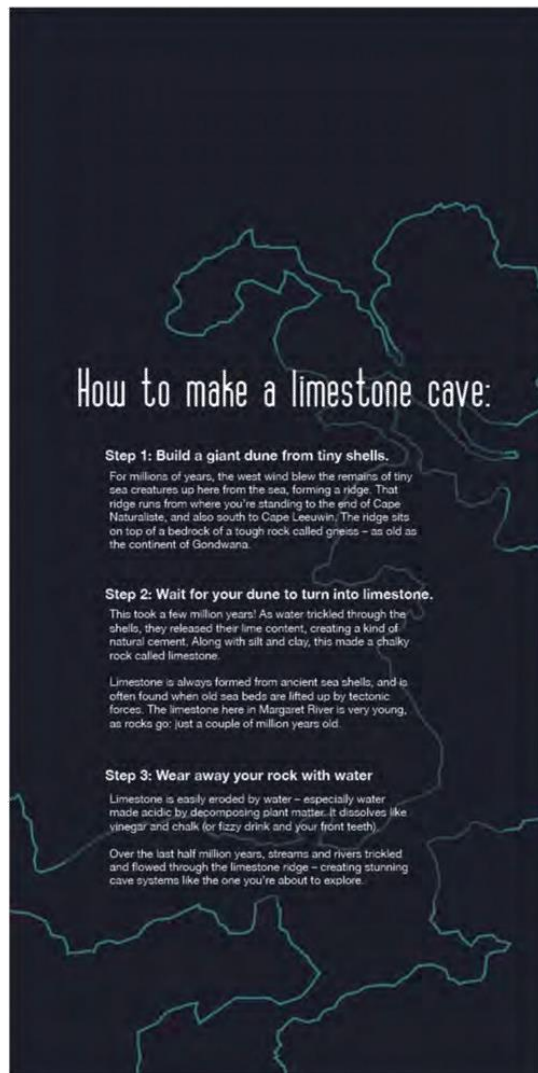 How to make a limestone cave:
Step 1: Build a giant dune from tiny shells.
For millions of years, the west wind blew the remains of tiny
sea creatures up here from the sea, forming a ridge. That
ridge runs from where you're standing to the end of Cape
Naturaliste, and also south to Cape Leeuwin. The ridge sits
on top of a bedrock of a tough rock called gneiss – as old as
the continent of Gondwana.
Step 2: Wait for your dune to turn into limestone.
This took a few million years! As water trickled through the
shells, they released their lime content, creating a kind of
natural cement. Along with silt and clay, this made a chalky
rock called limestone.
Limestone is always formed from ancient sea shells, and is
often found when old sea beds are lifted up by tectonic
forces. The limestone here in Margaret River is very young,
as rocks go: just a couple of million years old.
Step 3: Wear away your rock with water
Limestone is easily eroded by water – especially water
made acidic by decomposing plant matter. It dissolves like
vinegar and chalk (or fizzy drink and your front teeth)
Over the last half million years, streams and rivers trickled
and flowed through the limestone ridge – creating stunning
cave systems like the one you're about to explore.